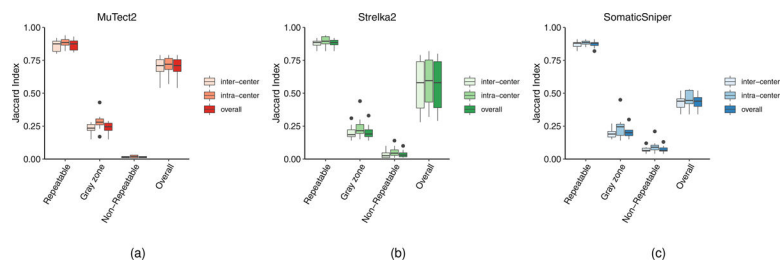 MuTect2
Jaccard Index
1.00
0.75
0.50
0.25
0.00
Repeatable
Gray zone
Non-Repeatable
Overall
inter-center
intra-center
overall
(a)
Strelka2
Jaccard Index
1.00
0.75
0.50
0.25
0.00
Repeatable
Gray zone
Non-Repeatable
Overall
inter-center
intra-center
overall
(b)
SomaticSniper
Jaccard Index
1.00
0.75
0.50
0.25
0.00
Repeatable
Gray zone
Non-Repeatable
Overall
inter-center
intra-center
overall
(c)